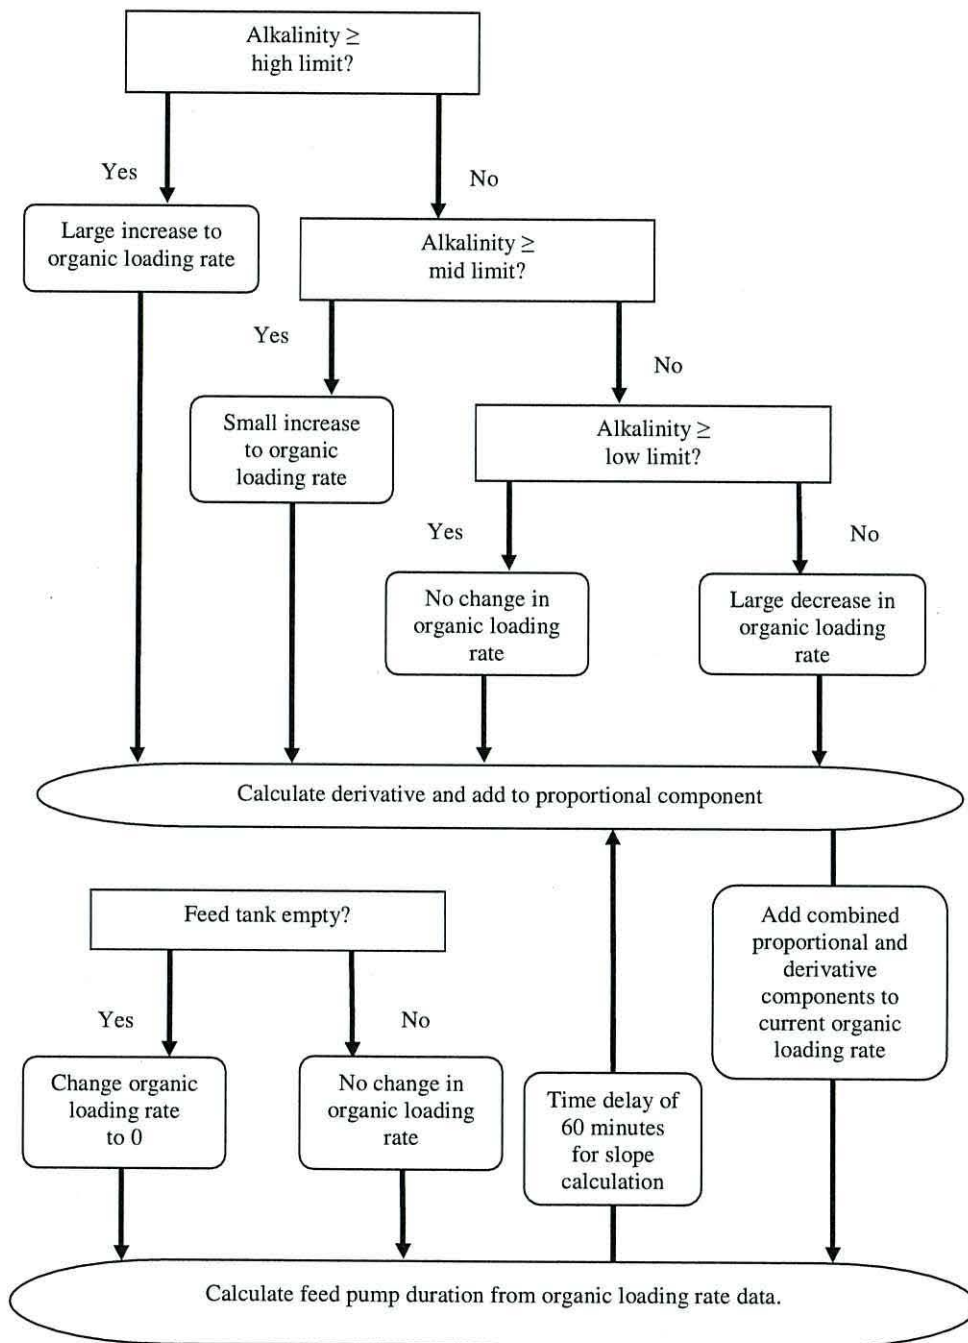 Alkalinity ≥
high limit?
Yes
No
Large increase to
organic loading rate
Alkalinity ≥
mid limit?
Yes
No
Small increase
to organic
loading rate
Alkalinity ≥
low limit?
Yes
No
No change in
organic loading
rate
Large decrease in
organic loading
rate
Calculate derivative and add to proportional component
Feed tank empty?
Yes
No
Change organic
loading rate
to 0
No change in
organic loading
rate
Time delay of
60 minutes
for slope
calculation
Add combined
proportional and
derivative
components to
current organic
loading rate
Calculate feed pump duration from organic loading rate data.